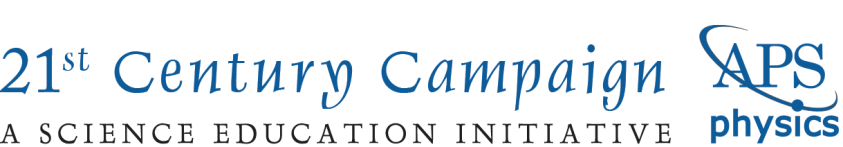 21st Century Campaign
A SCIENCE EDUCATION INITIATIVE
APS
physics